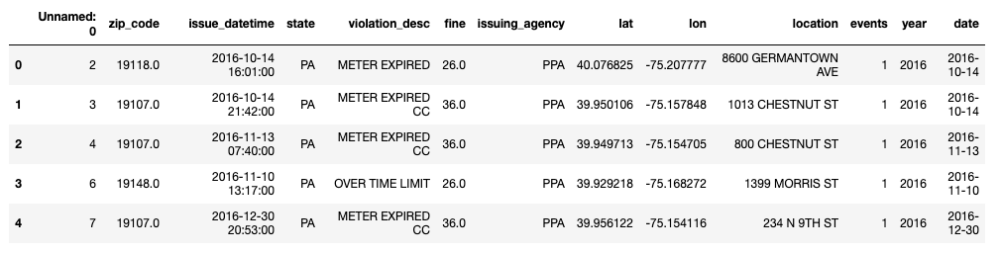 Unnamed: 0 zip_code issue_datetime state violation_desc fine issuing_agency lat lon location events year date
0 2 19118.0 2016-10-14 16:01:00 PA METER EXPIRED 26.0 PPA 40.076825 -75.207777 8600 GERMANTOWN AVE 1 2016 2016-10-14
1 3 19107.0 2016-10-14 21:42:00 PA METER EXPIRED CC 36.0 PPA 39.950106 -75.157848 1013 CHESTNUT ST 1 2016 2016-10-14
2 4 19107.0 2016-11-13 07:40:00 PA METER EXPIRED CC 36.0 PPA 39.949713 -75.154705 800 CHESTNUT ST 1 2016 2016-11-13
3 6 19148.0 2016-11-10 13:17:00 PA OVER TIME LIMIT 26.0 PPA 39.929218 -75.168272 1399 MORRIS ST 1 2016 2016-11-10
4 7 19107.0 2016-12-30 20:53:00 PA METER EXPIRED CC 36.0 PPA 39.956122 -75.154116 234 N 9TH ST 1 2016 2016-12-30